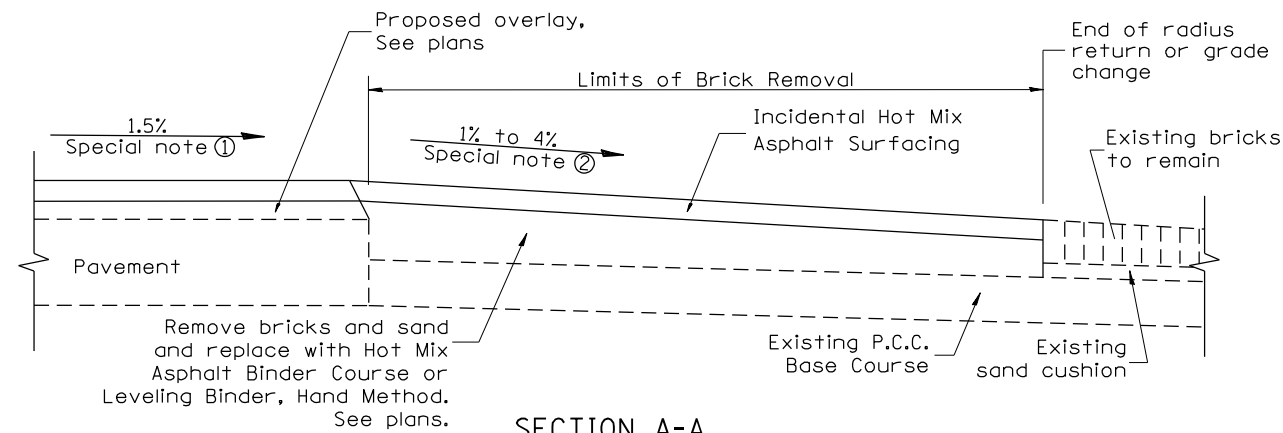 Proposed overlay,
See plans
End of radius
return or grade
change
Limits of Brick Removal
1.5%
Special note ①
1% to 4%
Special note ②
Incidental Hot Mix
Asphalt Surfacing
Existing bricks
to remain
Pavement
Remove bricks and sand
and replace with Hot Mix
Asphalt Binder Course or
Leveling Binder, Hand Method.
See plans.
Existing P.C.C.
Base Course
Existing
sand cushion
SECTION A-A